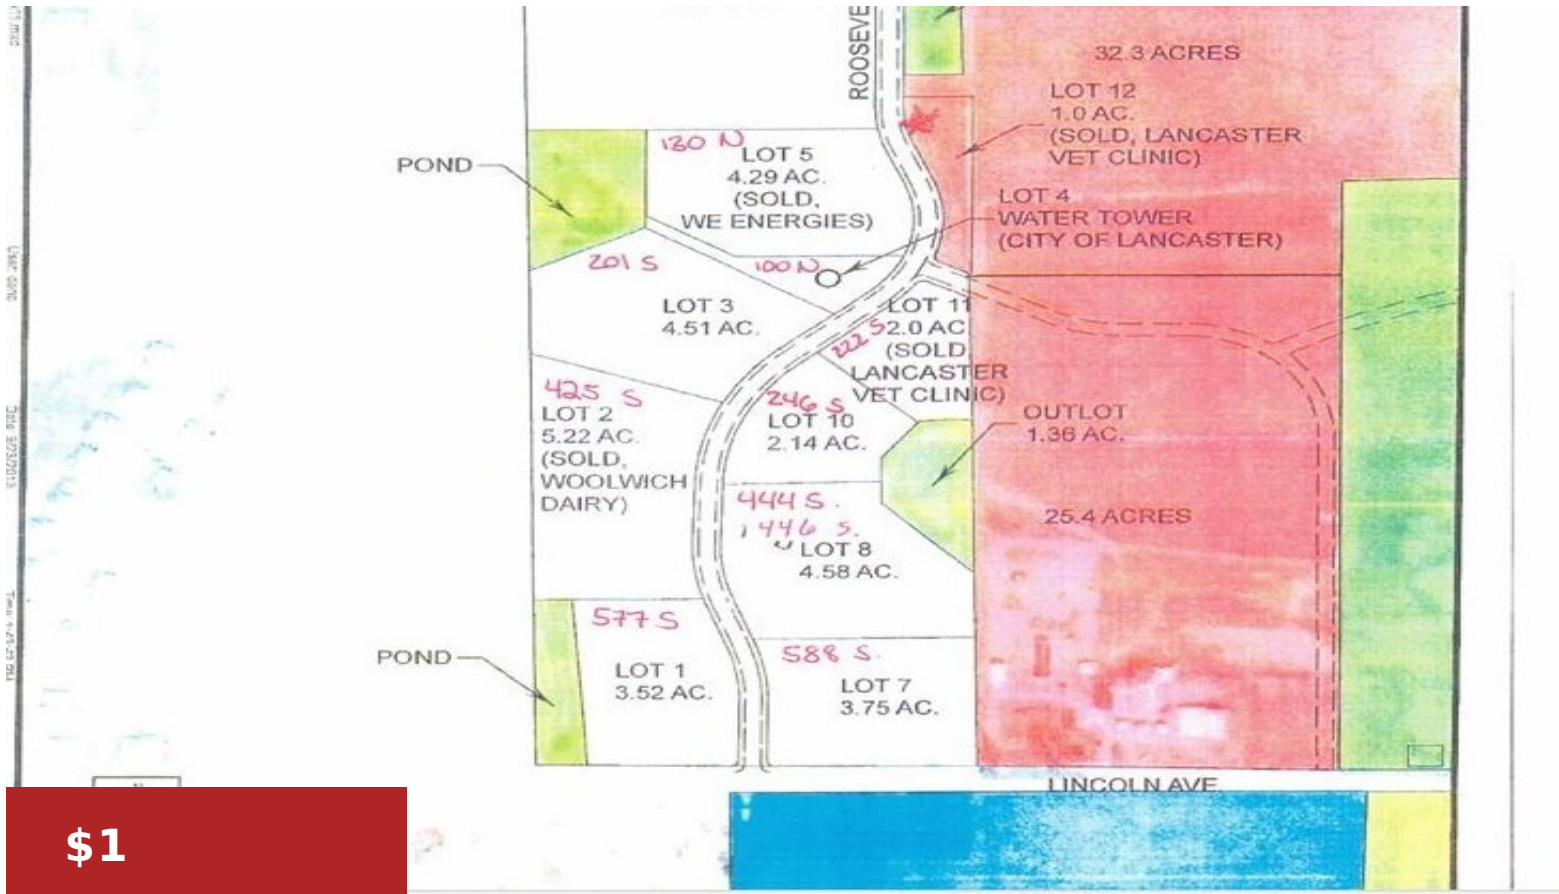 ROOSEVE
32.3 ACRES
LOT 12
1.0 AC.
(SOLD, LANCASTER
VET CLINIC)
POND
130 N
LOT 5
4.29 AC.
(SOLD,
WE ENERGIES)
LOT 4
WATER TOWER
(CITY OF LANCASTER)
201 S
100 N
LOT 3
4.51 AC.
LOT 11
2.0 AC
(SOLD
LANCASTER
VET CLINIC)
222 S
425 S
LOT 2
5.22 AC.
(SOLD,
WOOLWICH
DAIRY)
246 S
LOT 10
2.14 AC.
OUTLOT
1.36 AC.
444 S.
446 S.
LOT 8
4.58 AC.
25.4 ACRES
577 S
LOT 1
3.52 AC.
POND
588 S.
LOT 7
3.75 AC.
LINCOLN AVE.
$1